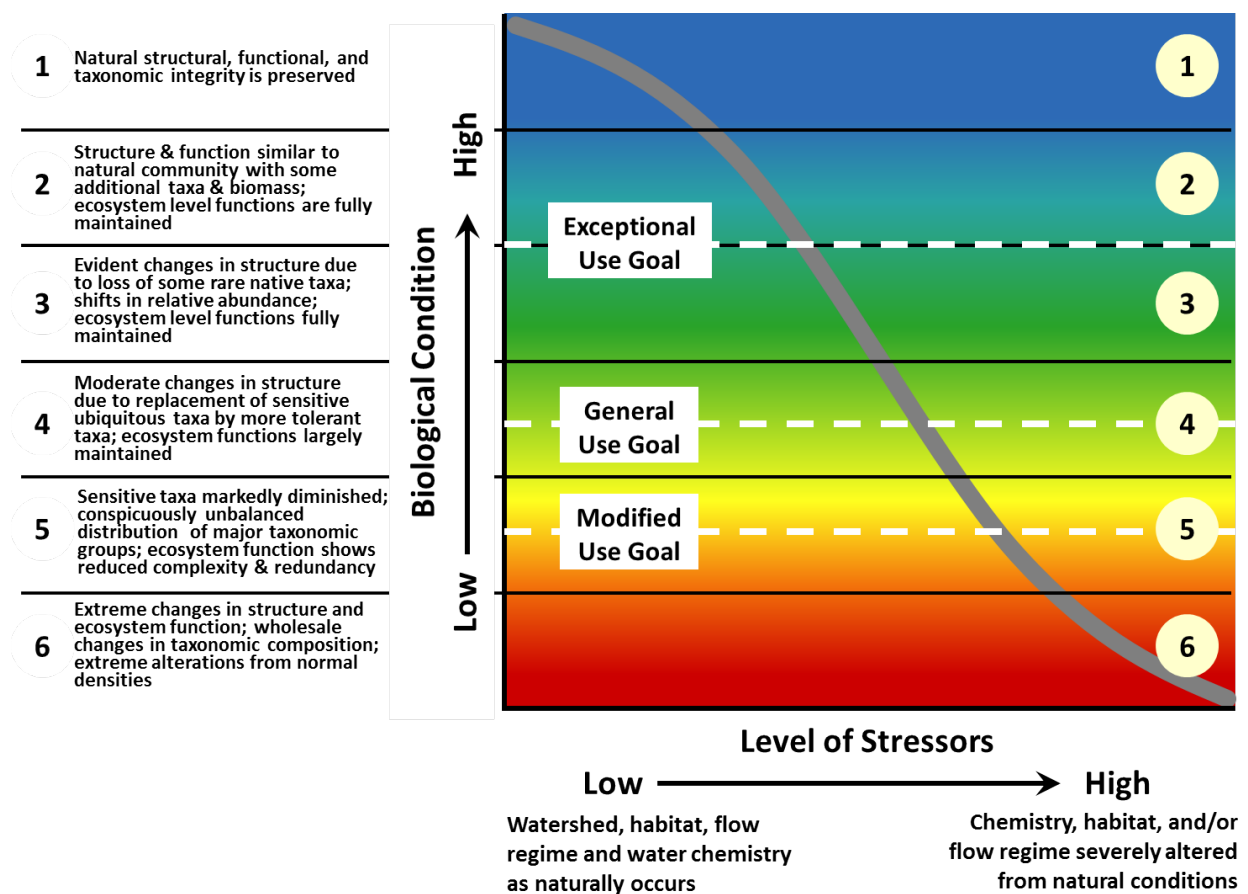 1
Natural structural, functional, and
taxonomic integrity is preserved
2
Structure & function similar to
natural community with some
additional taxa & biomass;
ecosystem level functions are fully
maintained
3
Evident changes in structure due
to loss of some rare native taxa;
shifts in relative abundance;
ecosystem level functions fully
maintained
4
Moderate changes in structure
due to replacement of sensitive
ubiquitous taxa by more tolerant
taxa; ecosystem functions largely
maintained
5
Sensitive taxa markedly diminished;
conspicuously unbalanced
distribution of major taxonomic
groups; ecosystem function shows
reduced complexity & redundancy
6
Extreme changes in structure and
ecosystem function; wholesale
changes in taxonomic composition;
extreme alterations from normal
densities
High
Biological Condition
Low
Exceptional
Use Goal
General
Use Goal
Modified
Use Goal
1
2
3
4
5
6
Level of Stressors
Low
High
Watershed, habitat, flow
regime and water chemistry
as naturally occurs
Chemistry, habitat, and/or
flow regime severely altered
from natural conditions